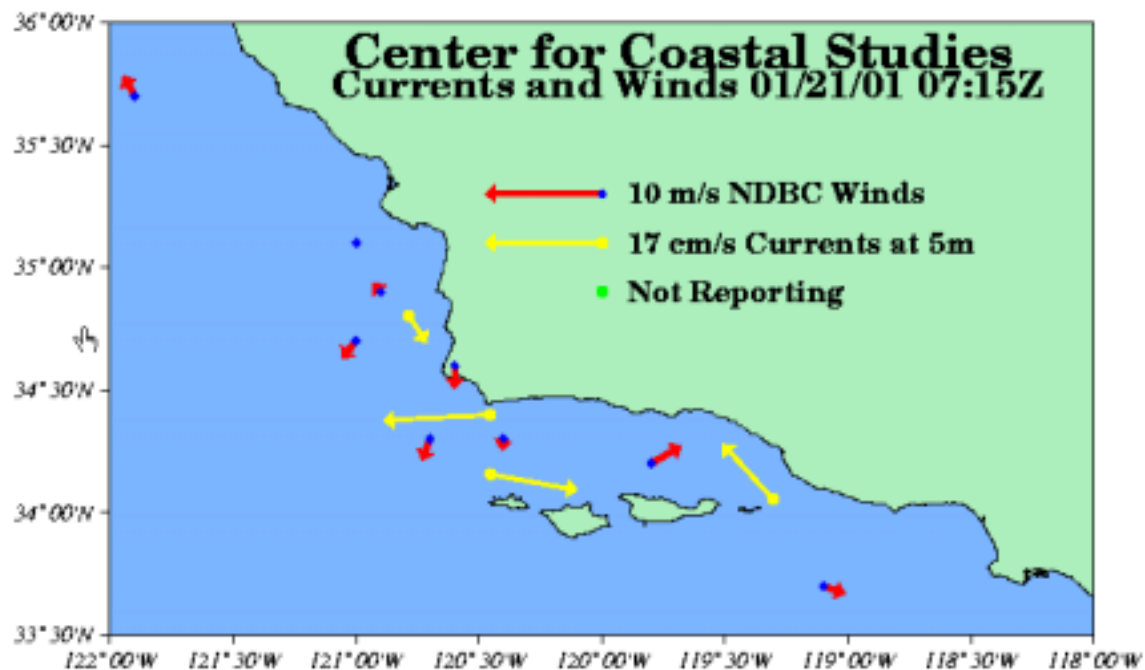 Center for Coastal Studies
Currents and Winds 01/21/01 07:15Z
10 m/s NDBC Winds
17 cm/s Currents at 5m
Not Reporting
36°00'N
35°30'N
35°00'N
34°30'N
34°00'N
33°30'N
122°00'W 121°30'W 121°00'W 120°30'W 120°00'W 119°30'W 119°00'W 118°30'W 118°00'W